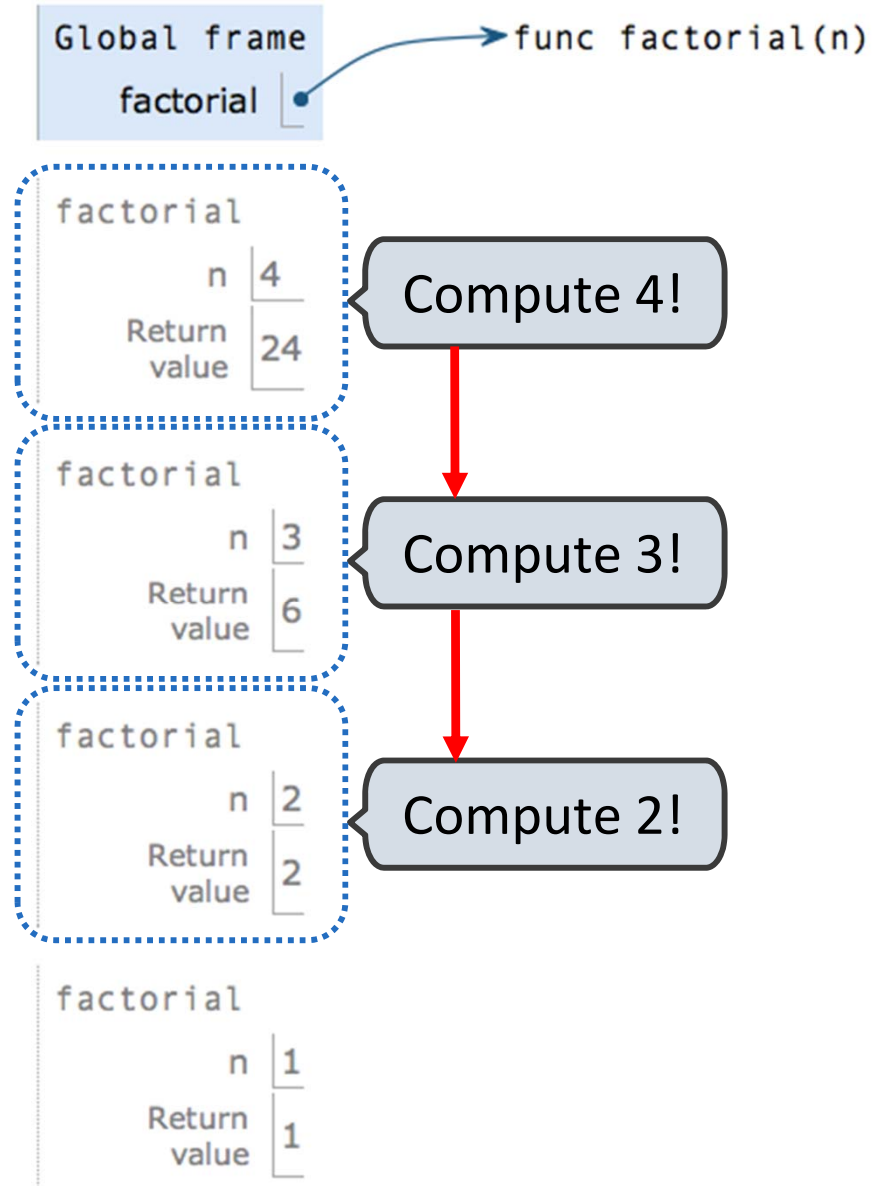 Global frame
func factorial(n)
factorial
factorial
n 4
Return
value 24
Compute 4!
factorial
n 3
Return
value 6
Compute 3!
factorial
n 2
Return
value 2
Compute 2!
factorial
n 1
Return
value 1